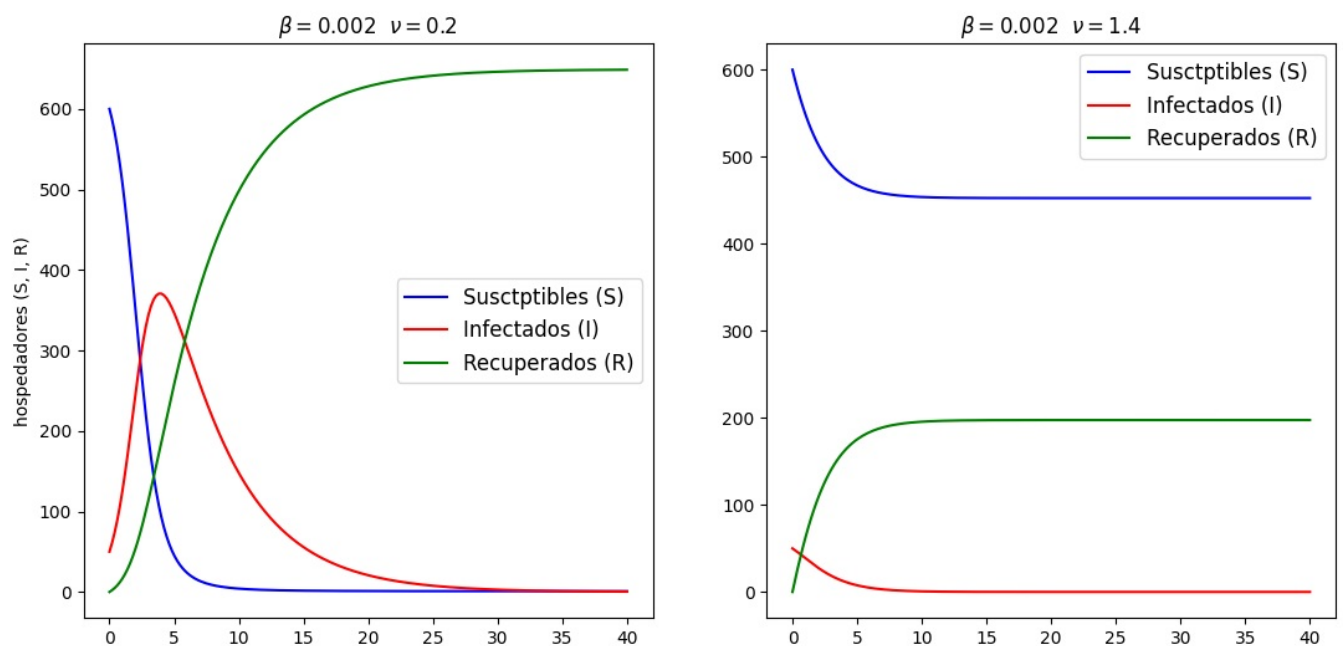 β = 0.002 ν = 0.2
hospedadores (S, I, R)
600
500
400
300
200
100
0
Susctptibles (S)
Infectados (I)
Recuperados (R)
0 5 10 15 20 25 30 35 40
β = 0.002 ν = 1.4
600
500
400
300
200
100
0
Susctptibles (S)
Infectados (I)
Recuperados (R)
0 5 10 15 20 25 30 35 40